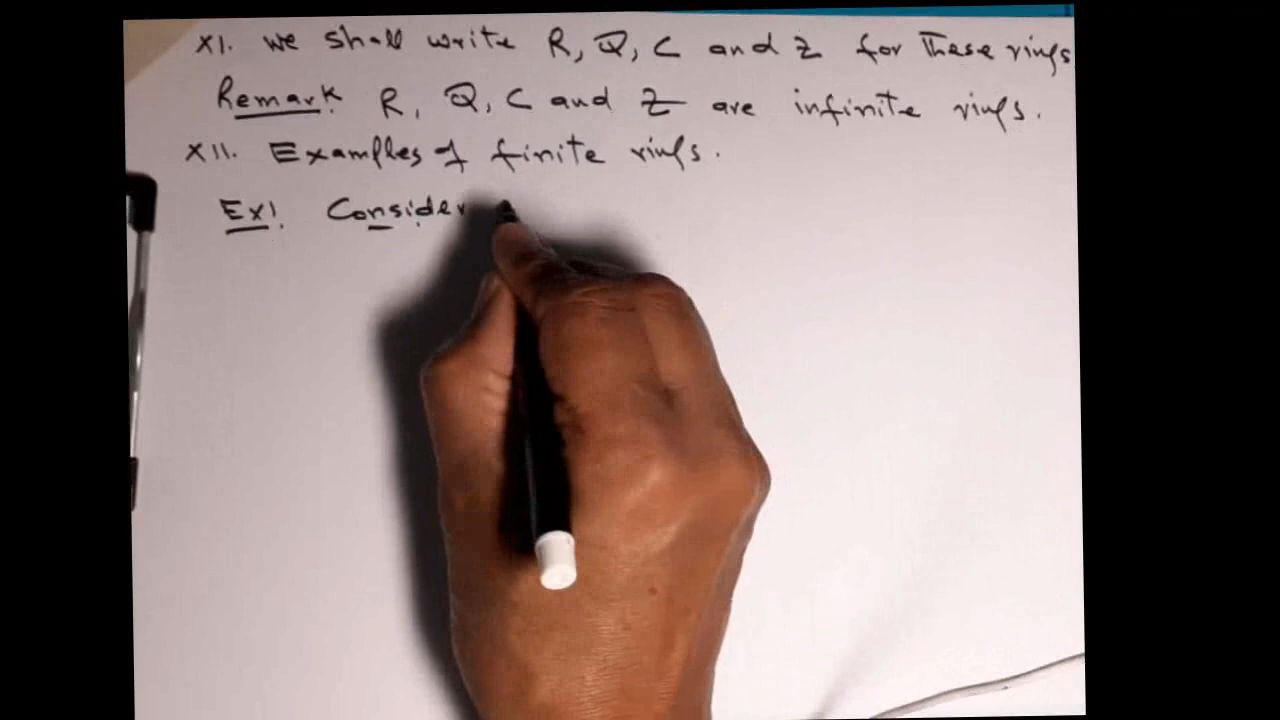 XI. We shall write R, Q, C and Z for These rings
Remark: R, Q, C and Z are infinite rings.
XII. Examples of finite rings.
Ex1. Consider